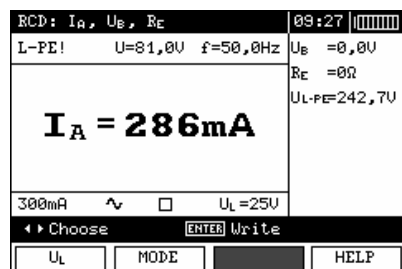 RCD: IA, UB, RE 09:27
L-PE! U=81,0V f=50,0Hz
UB =0,0V
RE =0Ω
UL-PE=242,7V
IA = 286mA
300mA ∿ □ UL =25V
◂ ▸ Choose ENTER Write
UL MODE HELP